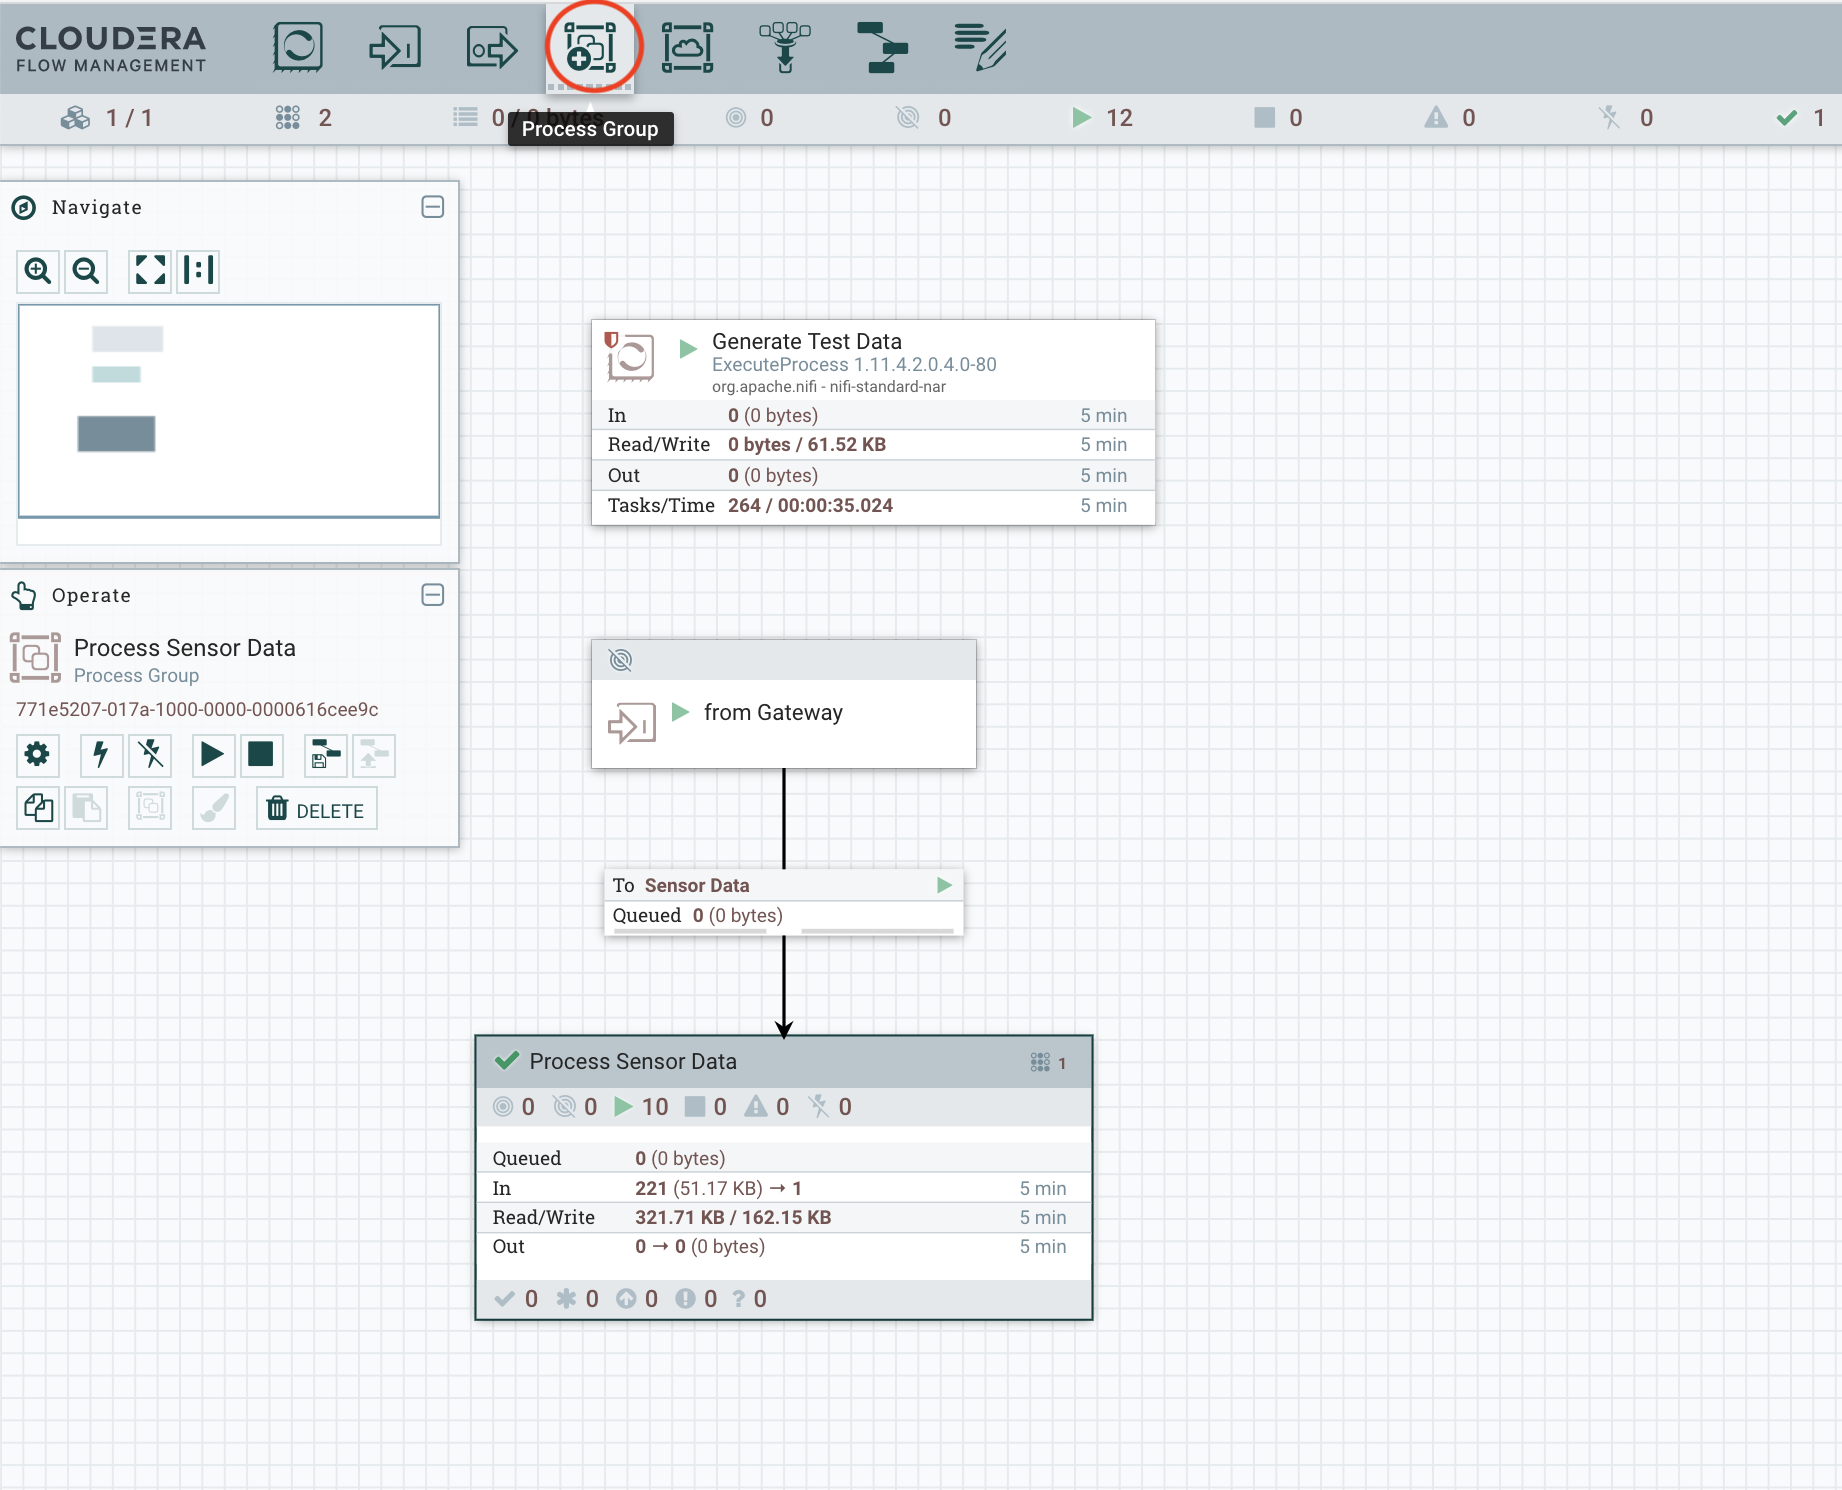 CLOUDERA
FLOW MANAGEMENT
1 / 1
2
0 / 0 bytes
0
0
12
0
0
0
1
Process Group
Navigate
Operate
Process Sensor Data
Process Group
771e5207-017a-1000-0000-0000616cee9c
DELETE
Generate Test Data
ExecuteProcess 1.11.4.2.0.4.0-80
org.apache.nifi - nifi-standard-nar
In 0 (0 bytes) 5 min
Read/Write 0 bytes / 61.52 KB 5 min
Out 0 (0 bytes) 5 min
Tasks/Time 264 / 00:00:35.024 5 min
from Gateway
To Sensor Data
Queued 0 (0 bytes)
Process Sensor Data 1
0 0 10 0 0 0
Queued 0 (0 bytes)
In 221 (51.17 KB) → 1 5 min
Read/Write 321.71 KB / 162.15 KB 5 min
Out 0 → 0 (0 bytes) 5 min
0 0 0 0 ? 0